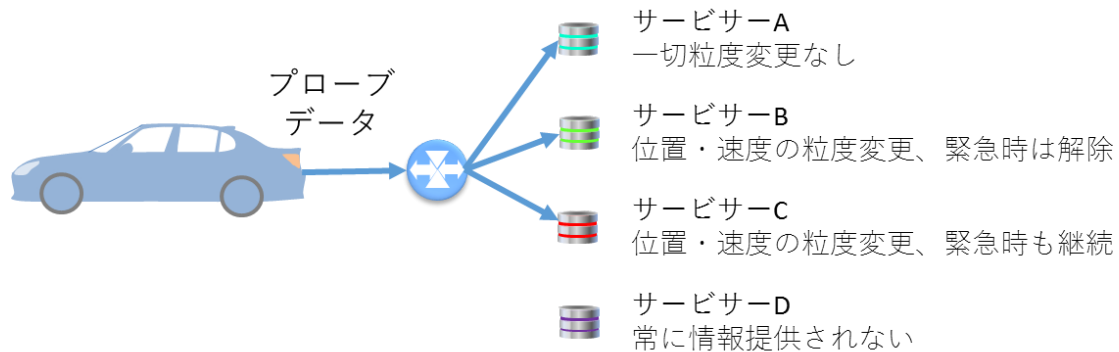 プローブ
データ
サービサーA
一切粒度変更なし
サービサーB
位置・速度の粒度変更、緊急時は解除
サービサーC
位置・速度の粒度変更、緊急時も継続
サービサーD
常に情報提供されない